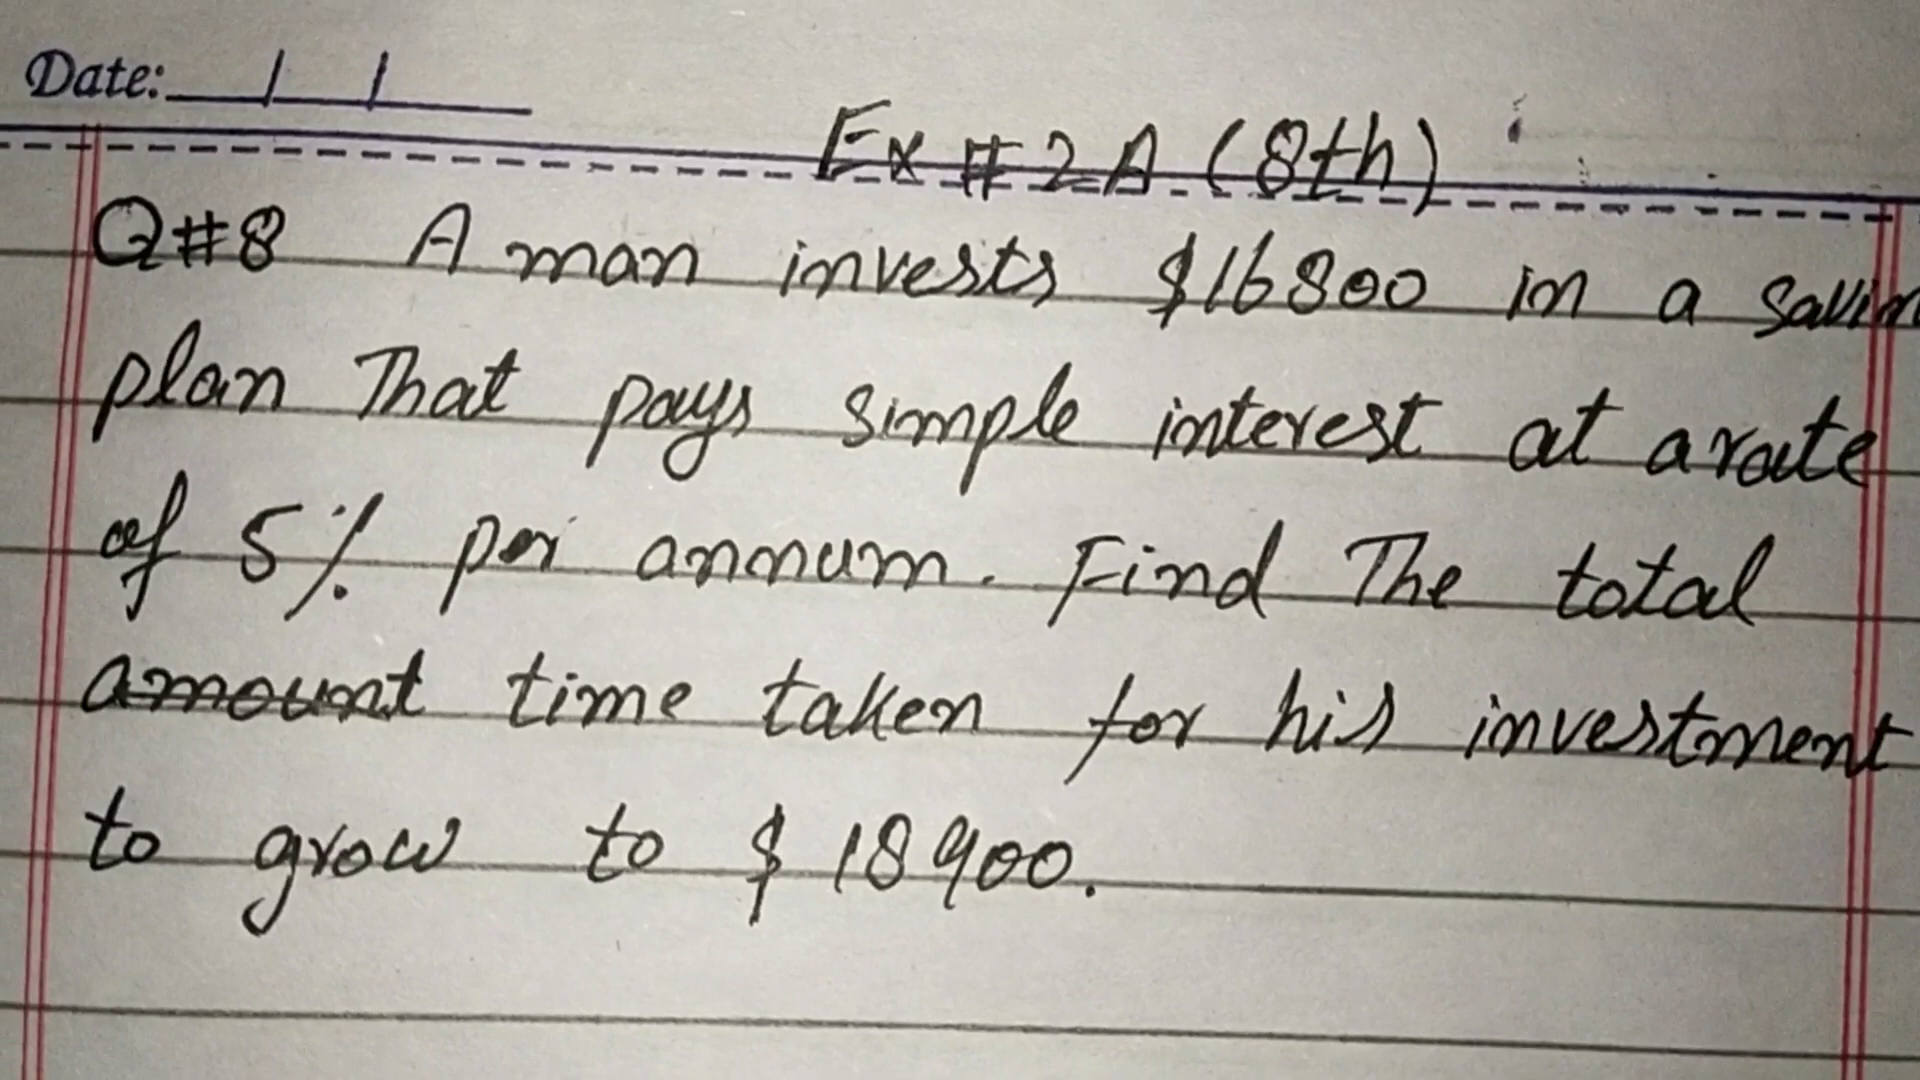 Date: / /
Ex # 2A (8th)
Q#8 A man invests $16800 in a savin
plan That pays simple interest at a rate
of 5% per annum. Find The total
amount time taken for his investment
to grow to $ 18900.